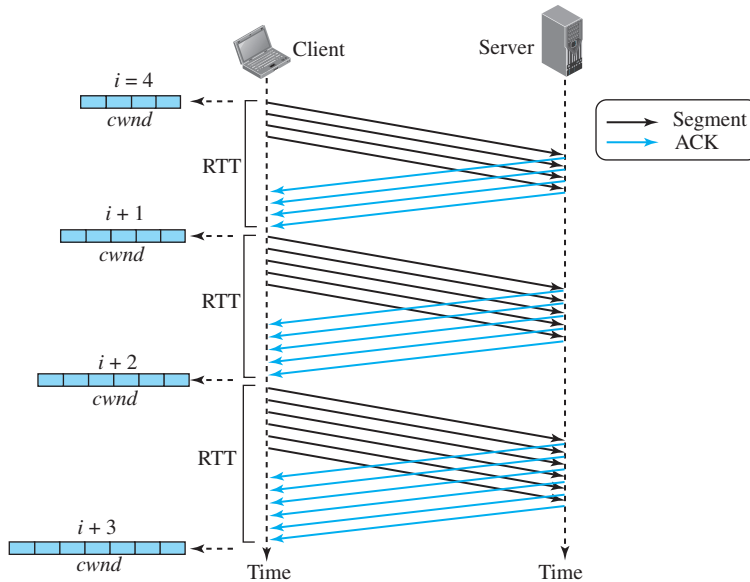 Client
Server
i = 4
cwnd
Segment
ACK
RTT
i + 1
cwnd
RTT
i + 2
cwnd
RTT
i + 3
cwnd
Time
Time